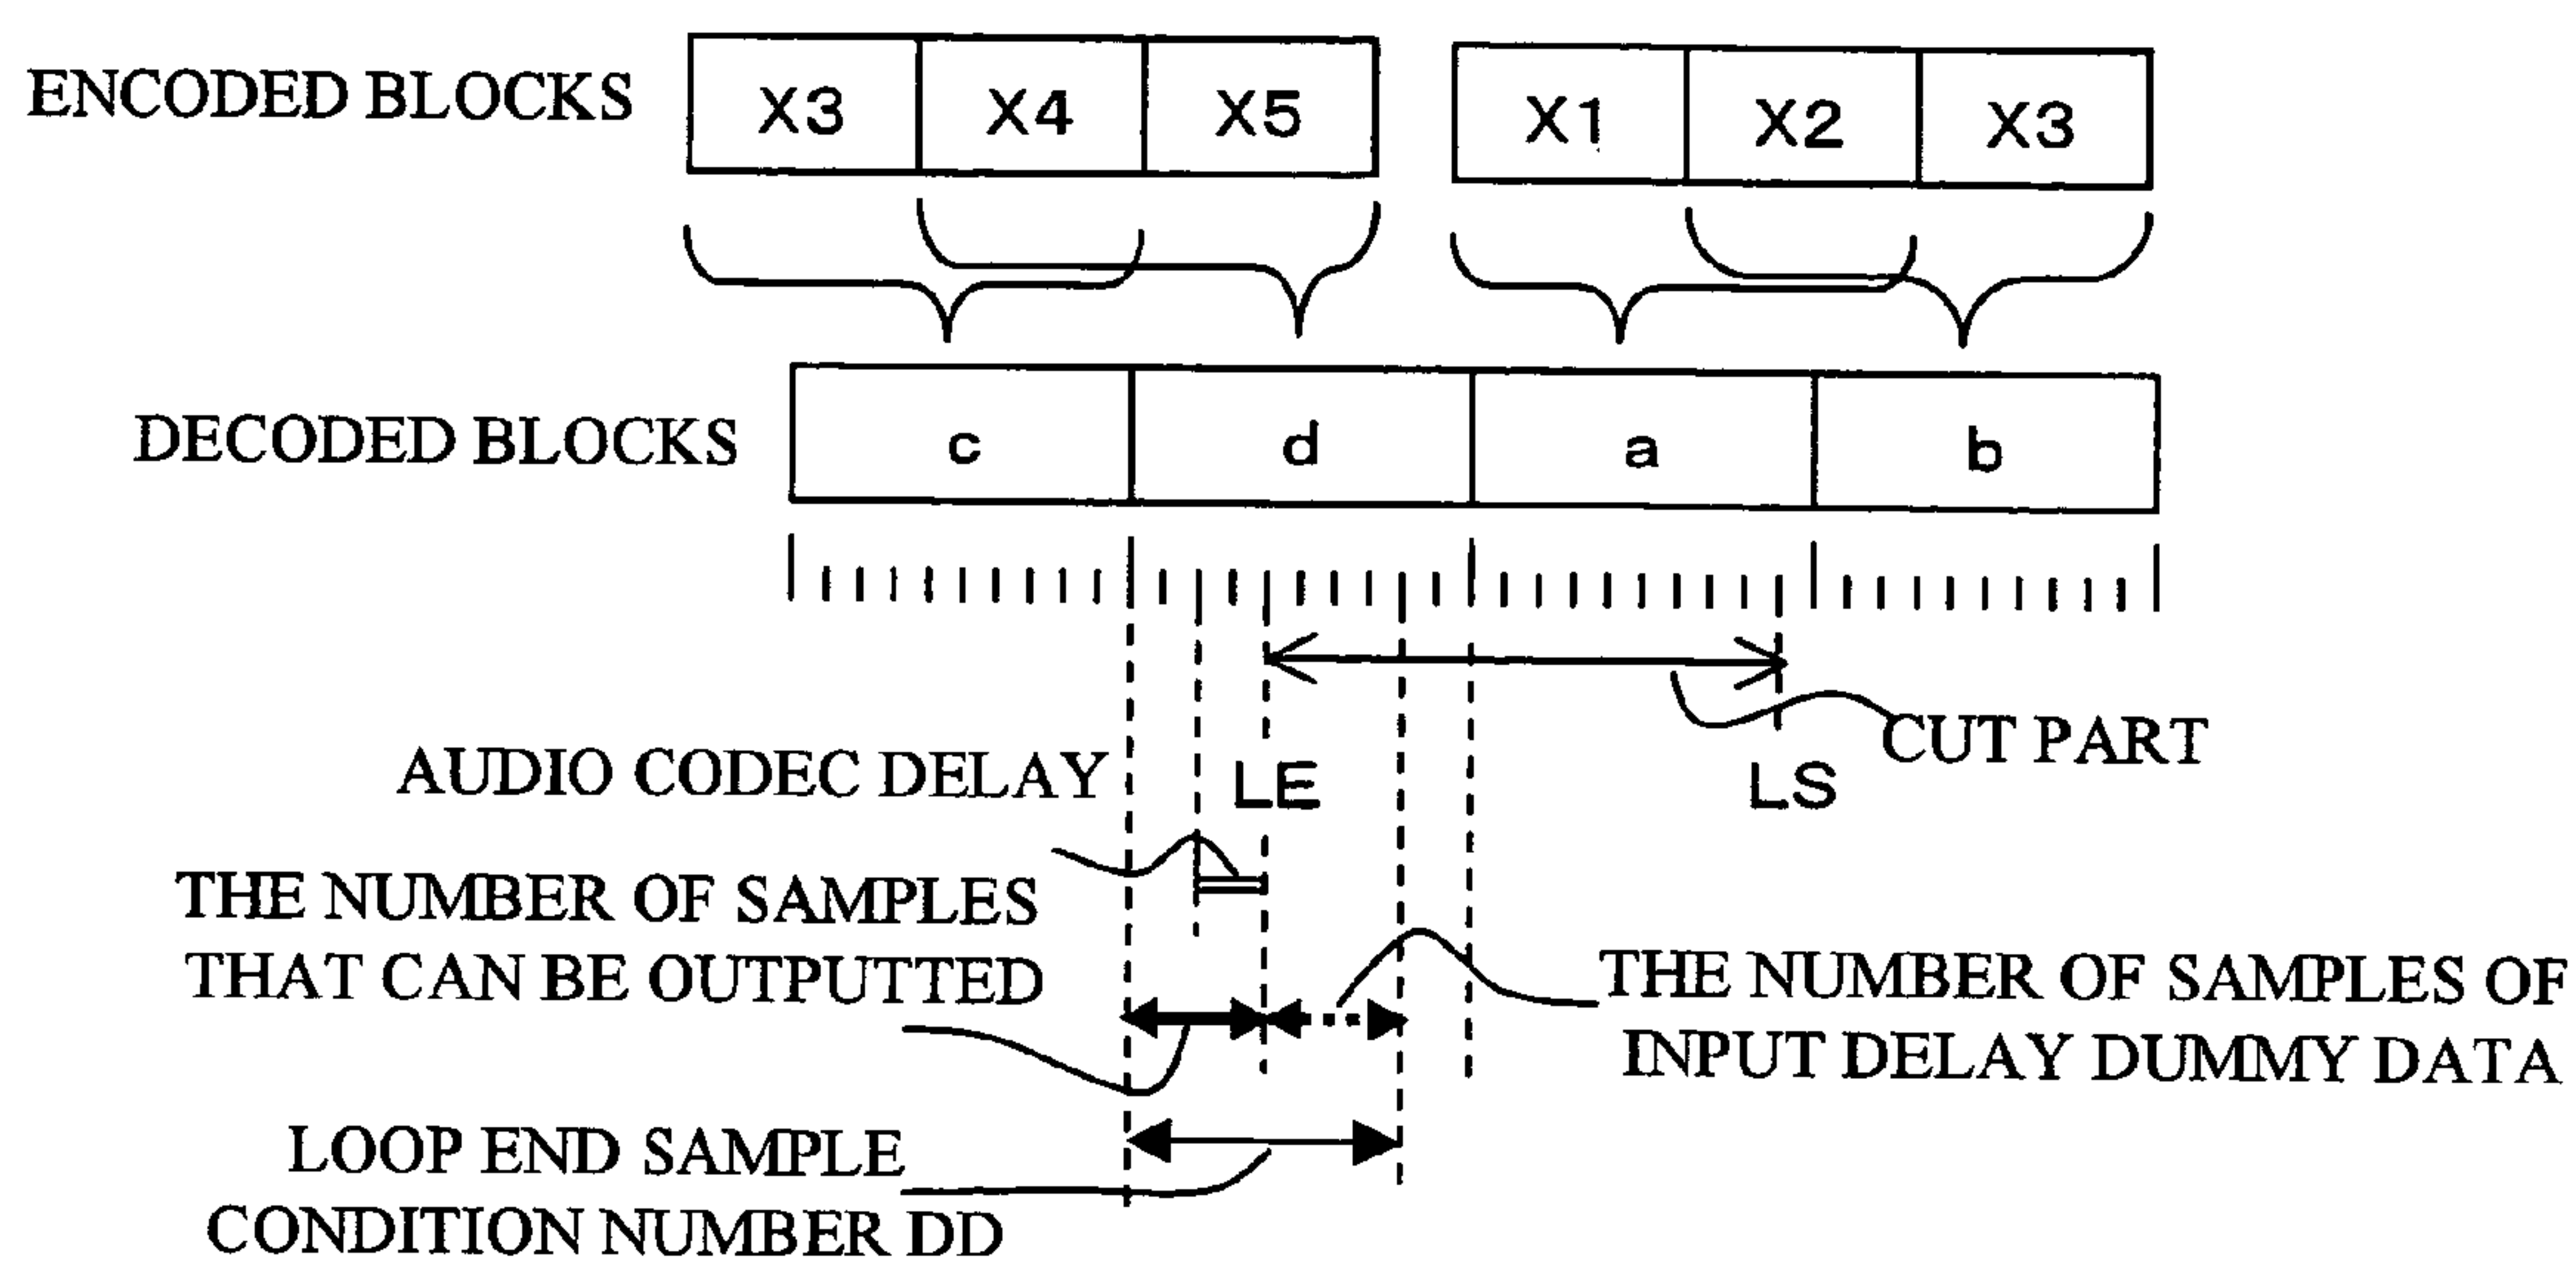 ENCODED BLOCKS
X3 X4 X5 X1 X2 X3
DECODED BLOCKS
c d a b
CUT PART
AUDIO CODEC DELAY
LE
LS
THE NUMBER OF SAMPLES
THAT CAN BE OUTPUTTED
THE NUMBER OF SAMPLES OF
INPUT DELAY DUMMY DATA
LOOP END SAMPLE
CONDITION NUMBER DD